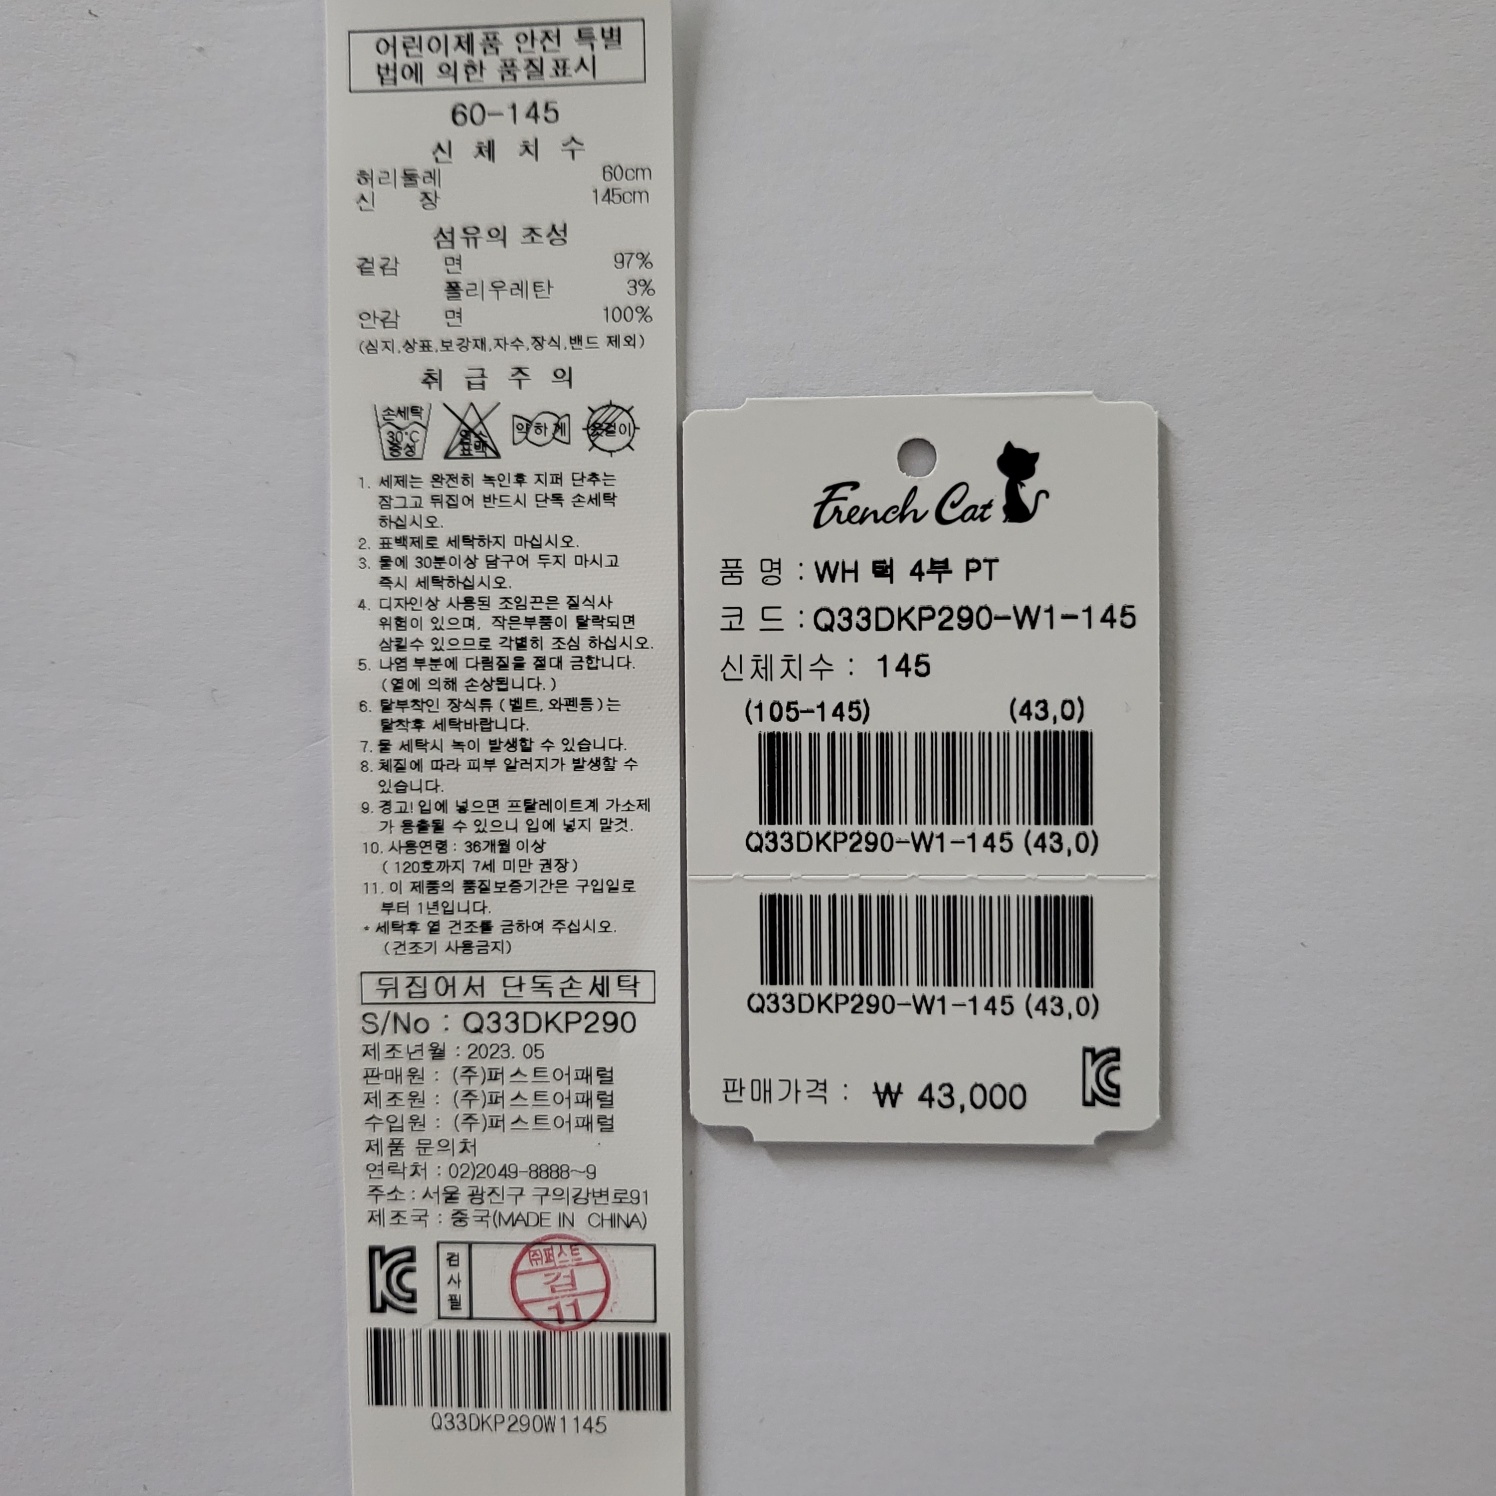 어린이제품 안전 특별
법에 의한 품질표시
60-145
신 체 치 수
허리둘레 60cm
신 장 145cm
섬유의 조성
겉감 면 97%
폴리우레탄 3%
안감 면 100%
(심지,상표,보강재,자수,장식,밴드 제외)
취 급 주 의
손세탁
30°C
중성
염소
표백
약하게
옷걸이
1. 세제는 완전히 녹인후 지퍼 단추는
잠그고 뒤집어 반드시 단독 손세탁
하십시오.
2. 표백제로 세탁하지 마십시오.
3. 물에 30분이상 담구어 두지 마시고
즉시 세탁하십시오.
4. 디자인상 사용된 조임끈은 질식사
위험이 있으며, 작은부품이 탈락되면
삼킬수 있으므로 각별히 조심 하십시오.
5. 나염 부분에 다림질을 절대 금합니다.
(열에 의해 손상됩니다.)
6. 탈부착인 장식류 (벨트, 와펜등)는
탈착후 세탁바랍니다.
7. 물 세탁시 녹이 발생할 수 있습니다.
8. 체질에 따라 피부 알러지가 발생할 수
있습니다.
9. 경고! 입에 넣으면 프탈레이트계 가소제
가 용출될 수 있으니 입에 넣지 말것.
10. 사용연령 : 36개월 이상
( 120호까지 7세 미만 권장 )
11. 이 제품의 품질보증기간은 구입일로
부터 1년입니다.
* 세탁후 열 건조를 금하여 주십시오.
(건조기 사용금지)
뒤집어서 단독손세탁
S/No : Q33DKP290
제조년월 : 2023. 05
판매원 : (주)퍼스트어패럴
제조원 : (주)퍼스트어패럴
수입원 : (주)퍼스트어패럴
제품 문의처
연락처 : 02)2049-8888~9
주소 : 서울 광진구 구의강변로91
제조국 : 중국(MADE IN CHINA)
검사필
㈜퍼스트
검
11
Q33DKP290W1145
French Cat
품 명 : WH 턱 4부 PT
코 드 : Q33DKP290-W1-145
신체치수 : 145
(105-145) (43,0)
Q33DKP290-W1-145 (43,0)
Q33DKP290-W1-145 (43,0)
판매가격 : ₩ 43,000